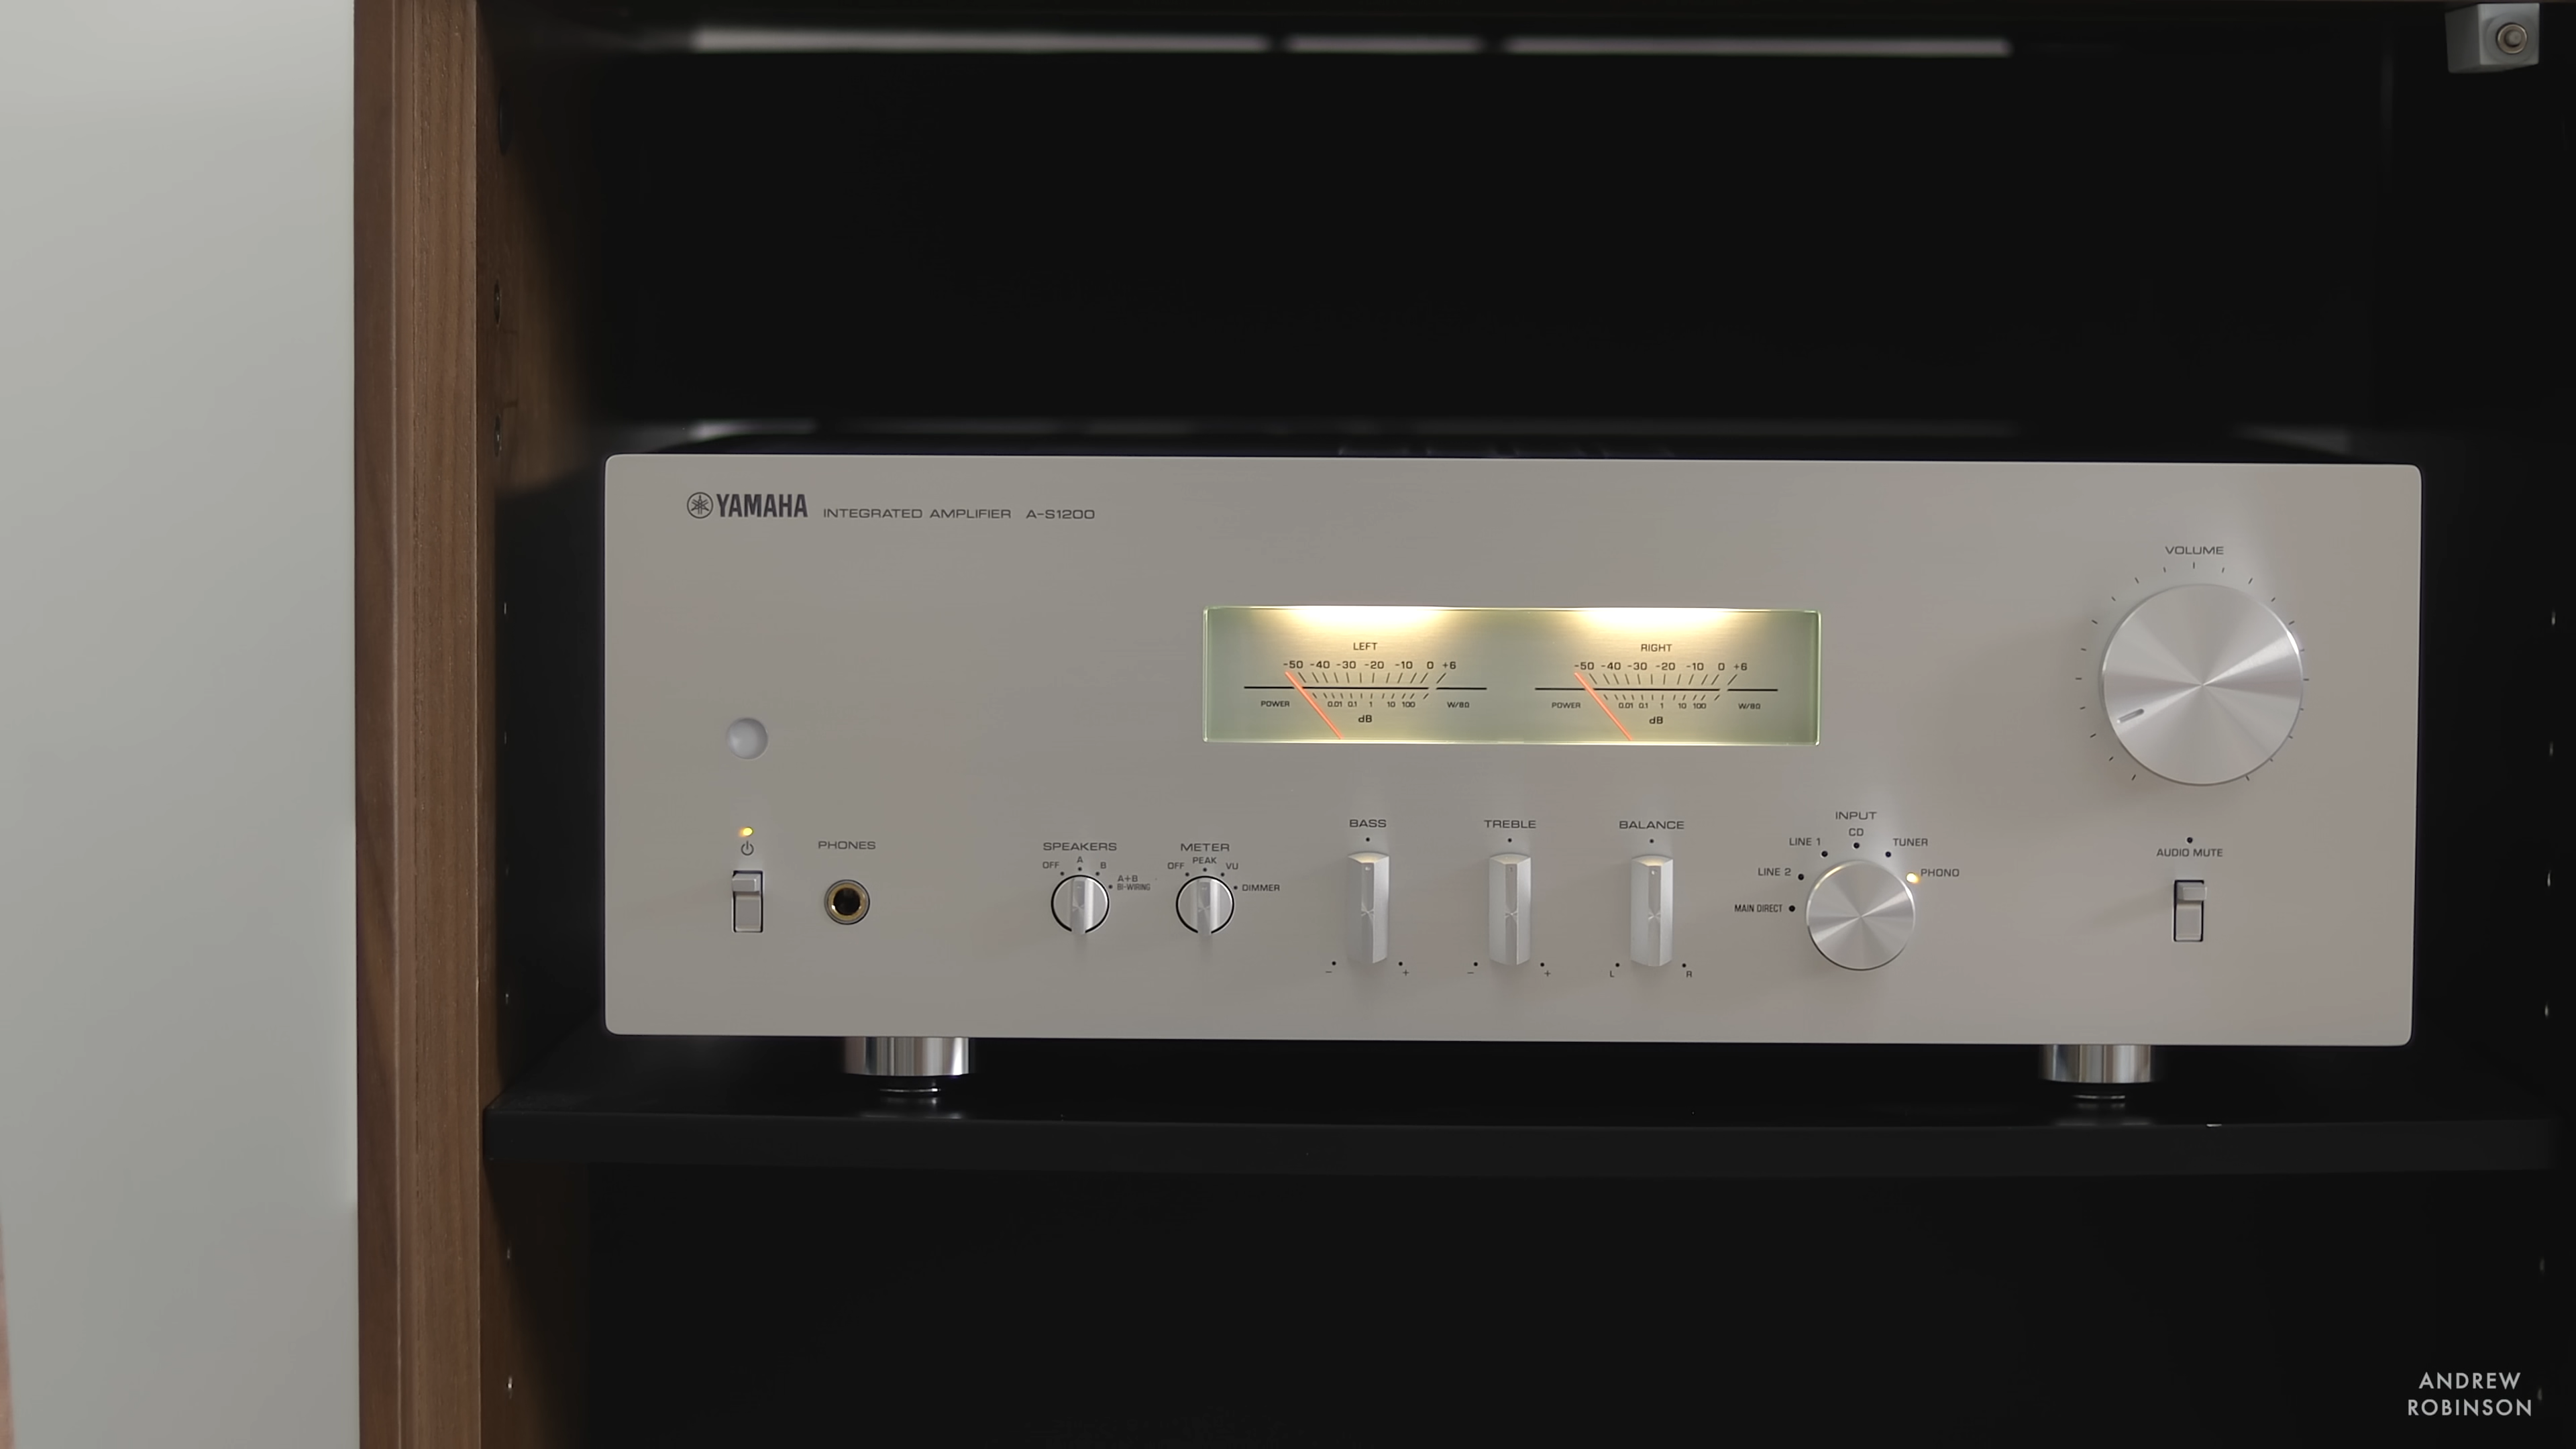 YAMAHA INTEGRATED AMPLIFIER A-S1200
VOLUME
LEFT
-50 -40 -30 -20 -10 0 +6
POWER 0.01 0.1 1 10 100 W/8Ω
dB
RIGHT
-50 -40 -30 -20 -10 0 +6
POWER 0.01 0.1 1 10 100 W/8Ω
dB
PHONES
SPEAKERS
OFF A B A+B
BI-WIRING
METER
OFF PEAK VU DIMMER
BASS
- +
TREBLE
- +
BALANCE
L R
INPUT
CD
LINE 1 TUNER
LINE 2 PHONO
MAIN DIRECT
AUDIO MUTE
ANDREW
ROBINSON